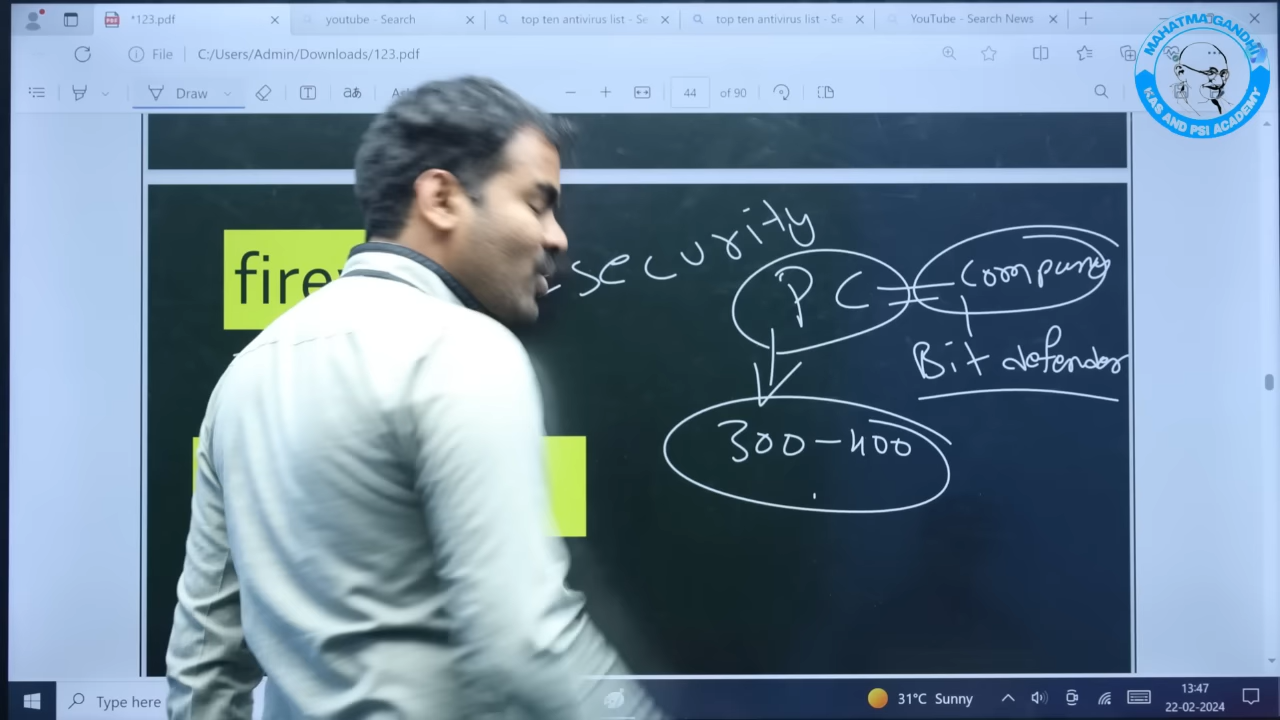 *123.pdf
youtube - Search
top ten antivirus list - Se
top ten antivirus list - Se
YouTube - Search News
File
C:/Users/Admin/Downloads/123.pdf
Draw
44
of 90
MAHATMA GANDHI
KAS AND PSI ACADEMY
security
PC
company
Bit defender
300-400
Type here
31°C Sunny
13:47
22-02-2024